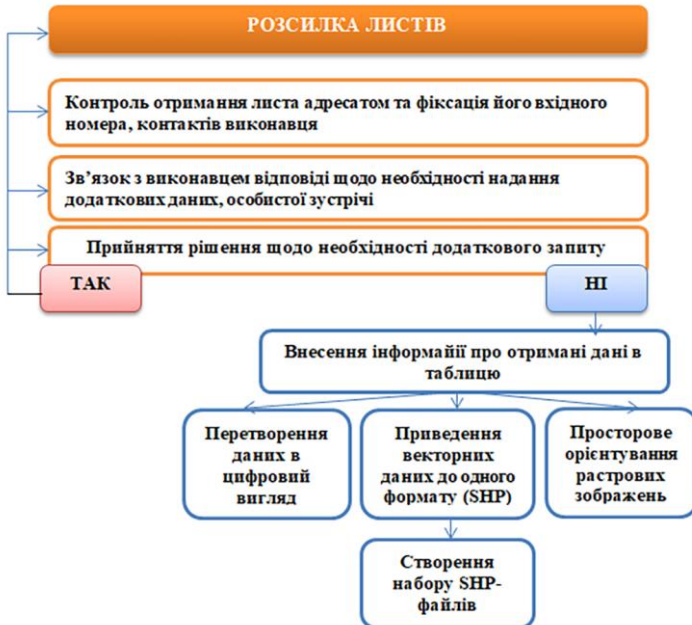 РОЗСИЛКА ЛИСТІВ
Контроль отримання листа адресатом та фіксація його вхідного
номера, контактів виконавця
Зв’язок з виконавцем відповіді щодо необхідності надання
додаткових даних, особистої зустрічі
Прийняття рішення щодо необхідності додаткового запиту
ТАК
НІ
Внесення інформайії про отримані дані в
таблицю
Перетворення
даних в
цифровий
вигляд
Приведення
векторних
даних до одного
формату (SHP)
Просторове
орієнтування
растрових
зображень
Створення
набору SHP-
файлів